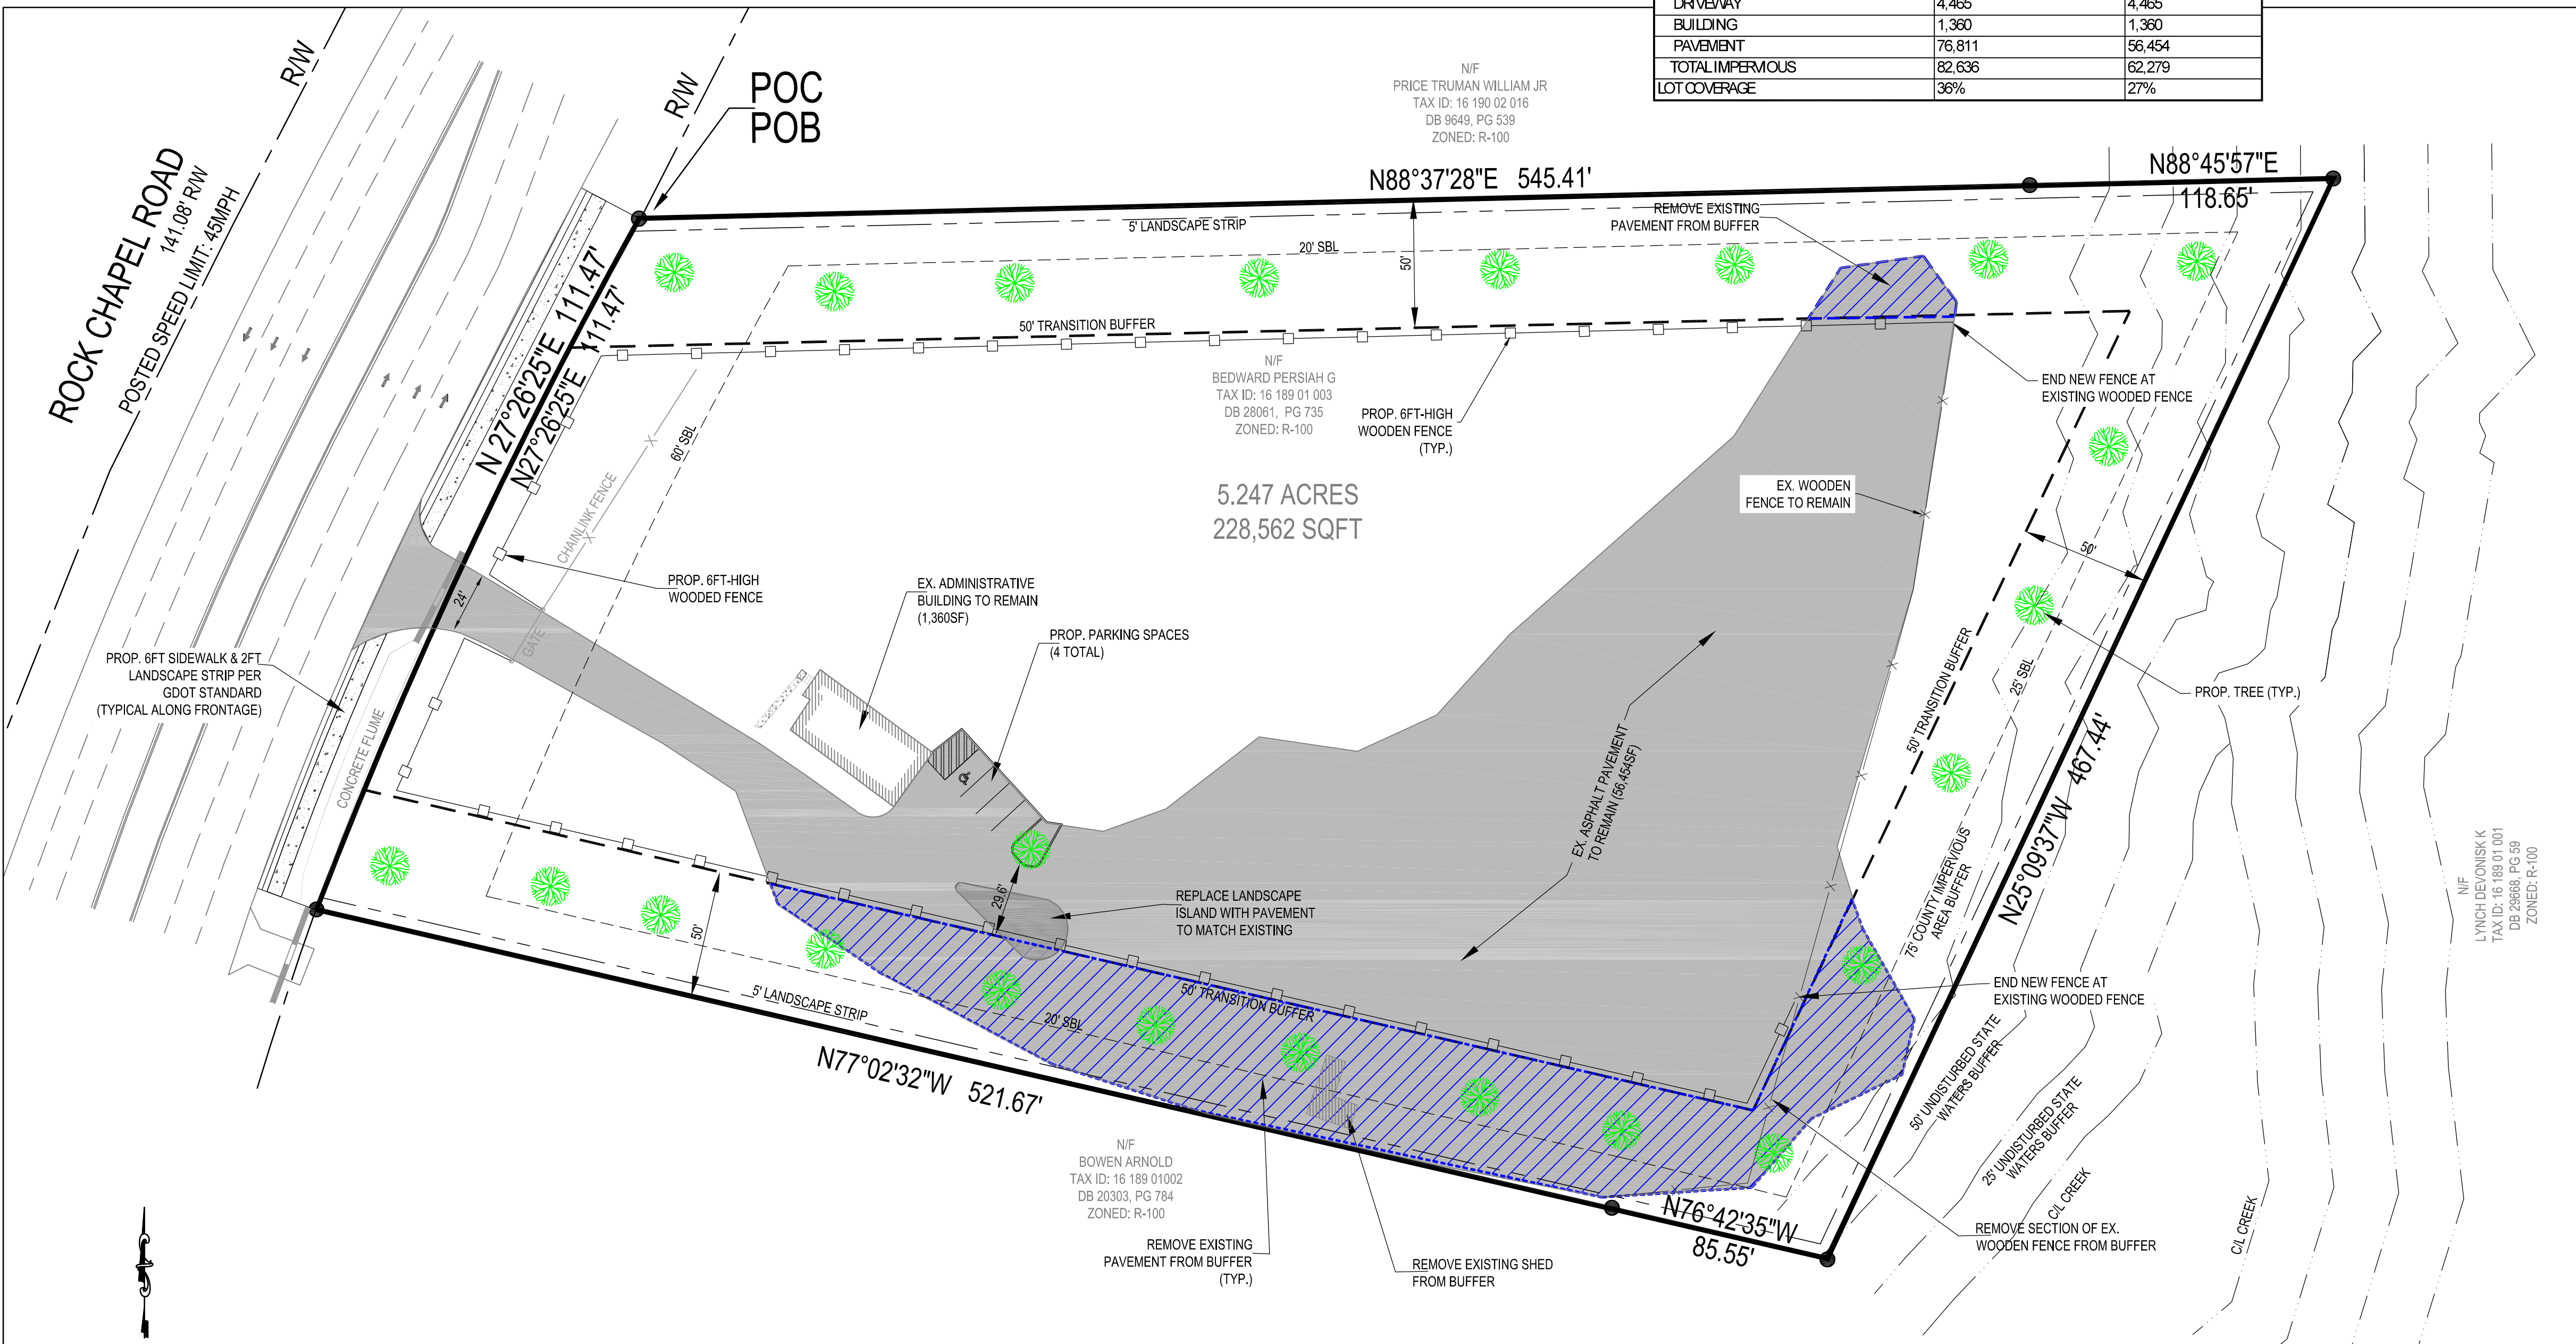 DRIVEWAY 4,465 4,465
BUILDING 1,360 1,360
PAVEMENT 76,811 56,454
TOTAL IMPERVIOUS 82,636 62,279
LOT COVERAGE 36% 27%
R/W
R/W
POC
POB
ROCK CHAPEL ROAD
141.08' R/W
POSTED SPEED LIMIT: 45MPH
N/F
PRICE TRUMAN WILLIAM JR
TAX ID: 16 190 02 016
DB 9649, PG 539
ZONED: R-100
N88°37'28"E 545.41'
N88°45'57"E
118.65'
5' LANDSCAPE STRIP
20' SBL
50'
REMOVE EXISTING
PAVEMENT FROM BUFFER
50' TRANSITION BUFFER
N 27°26'25"E 111.47'
N27°26'25"E
111.47'
60' SBL
CHAINLINK FENCE
N/F
BEDWARD PERSIAH G
TAX ID: 16 189 01 003
DB 28061, PG 735
ZONED: R-100
PROP. 6FT-HIGH
WOODEN FENCE
(TYP.)
END NEW FENCE AT
EXISTING WOODED FENCE
5.247 ACRES
228,562 SQFT
EX. WOODEN
FENCE TO REMAIN
50'
PROP. 6FT-HIGH
WOODED FENCE
24'
GATE
EX. ADMINISTRATIVE
BUILDING TO REMAIN
(1,360SF)
PROP. PARKING SPACES
(4 TOTAL)
PROP. 6FT SIDEWALK & 2FT
LANDSCAPE STRIP PER
GDOT STANDARD
(TYPICAL ALONG FRONTAGE)
CONCRETE FLUME
50' TRANSITION BUFFER
25' SBL
PROP. TREE (TYP.)
N25°09'37"W 467.44'
EX. ASPHALT PAVEMENT
TO REMAIN (56,454SF)
75' COUNTY IMPERVIOUS
AREA BUFFER
N/F
LYNCH DEVONISK K
TAX ID: 16 189 01 001
DB 29668, PG 59
ZONED: R-100
29.6'
REPLACE LANDSCAPE
ISLAND WITH PAVEMENT
TO MATCH EXISTING
50'
5' LANDSCAPE STRIP
20' SBL
50' TRANSITION BUFFER
END NEW FENCE AT
EXISTING WOODED FENCE
50' UNDISTURBED STATE
WATERS BUFFER
25' UNDISTURBED STATE
WATERS BUFFER
C/L CREEK
C/L CREEK
N77°02'32"W 521.67'
N/F
BOWEN ARNOLD
TAX ID: 16 189 01002
DB 20303, PG 784
ZONED: R-100
REMOVE EXISTING
PAVEMENT FROM BUFFER
(TYP.)
REMOVE EXISTING SHED
FROM BUFFER
N76°42'35"W
85.55'
REMOVE SECTION OF EX.
WOODEN FENCE FROM BUFFER